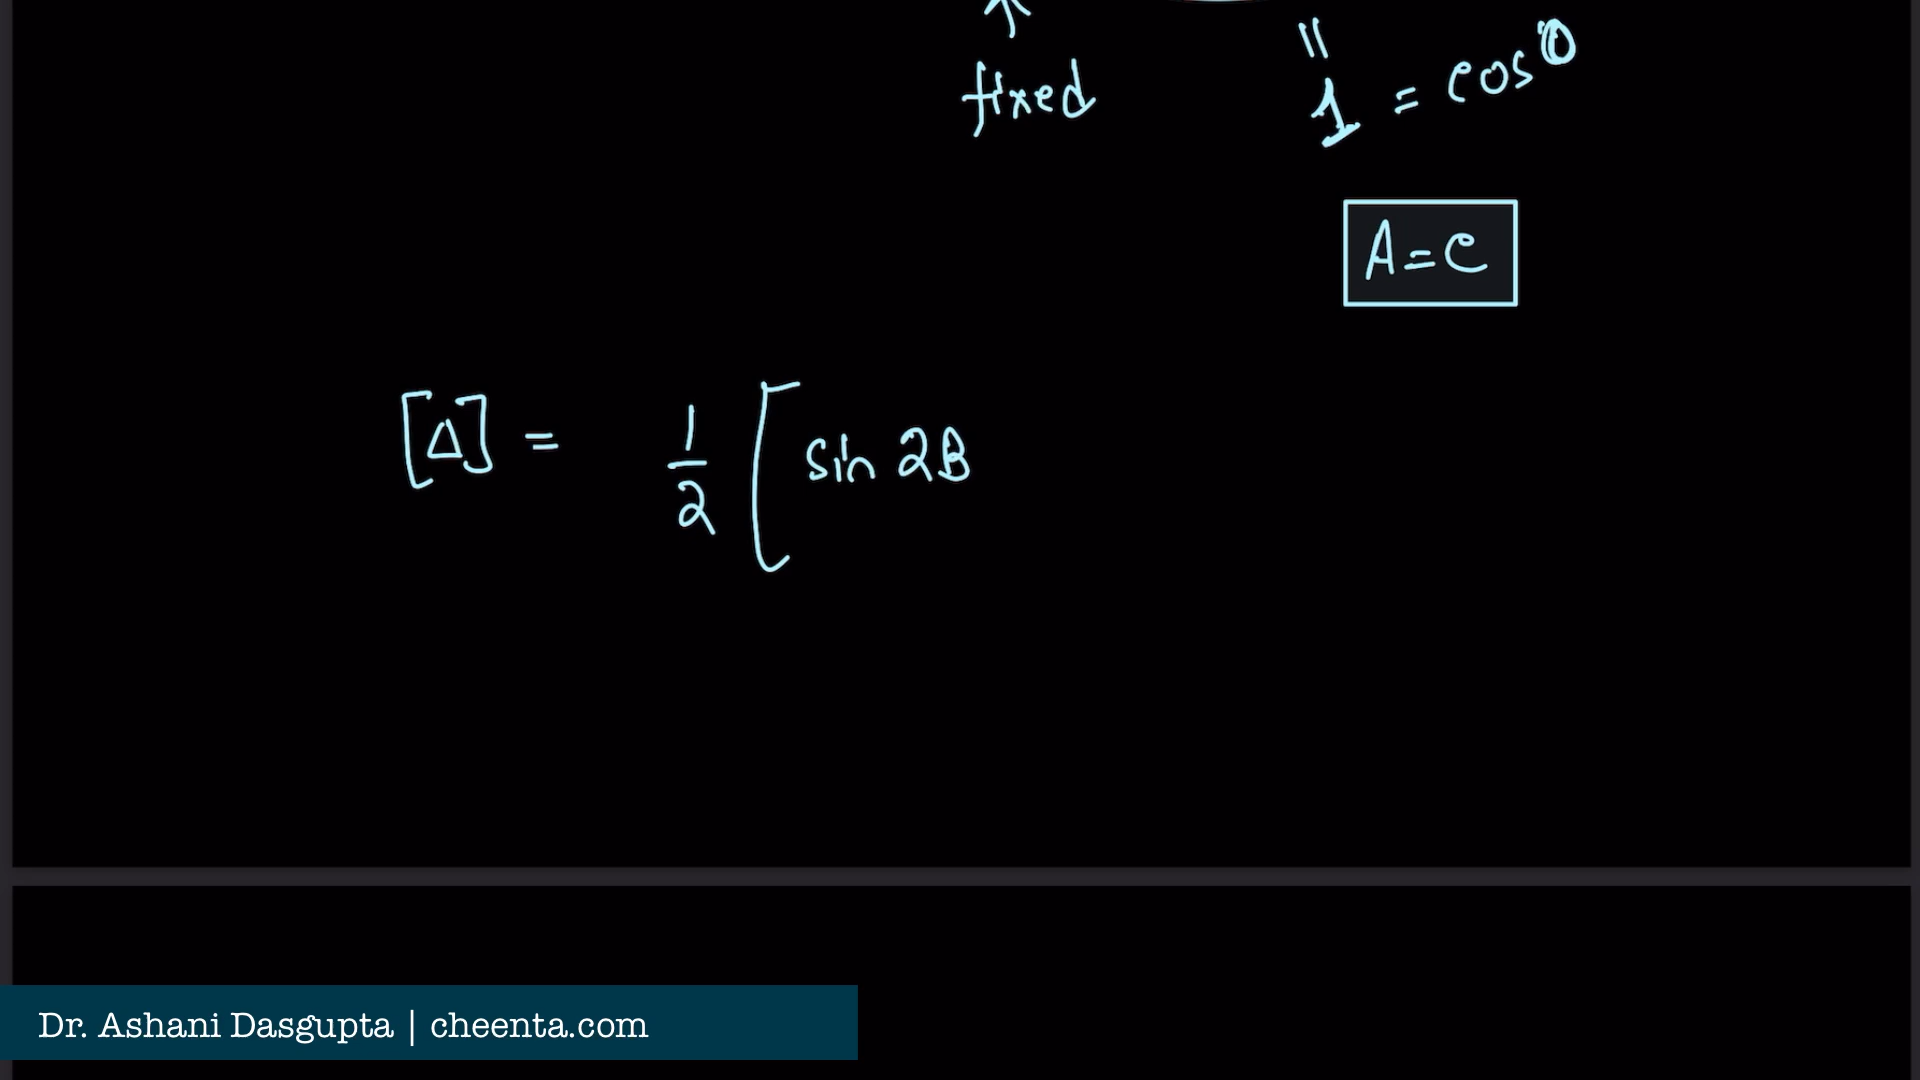 fixed
||
1 = cos 0
A = C
[Δ] = 1/2 [ sin 2B
Dr. Ashani Dasgupta | cheenta.com